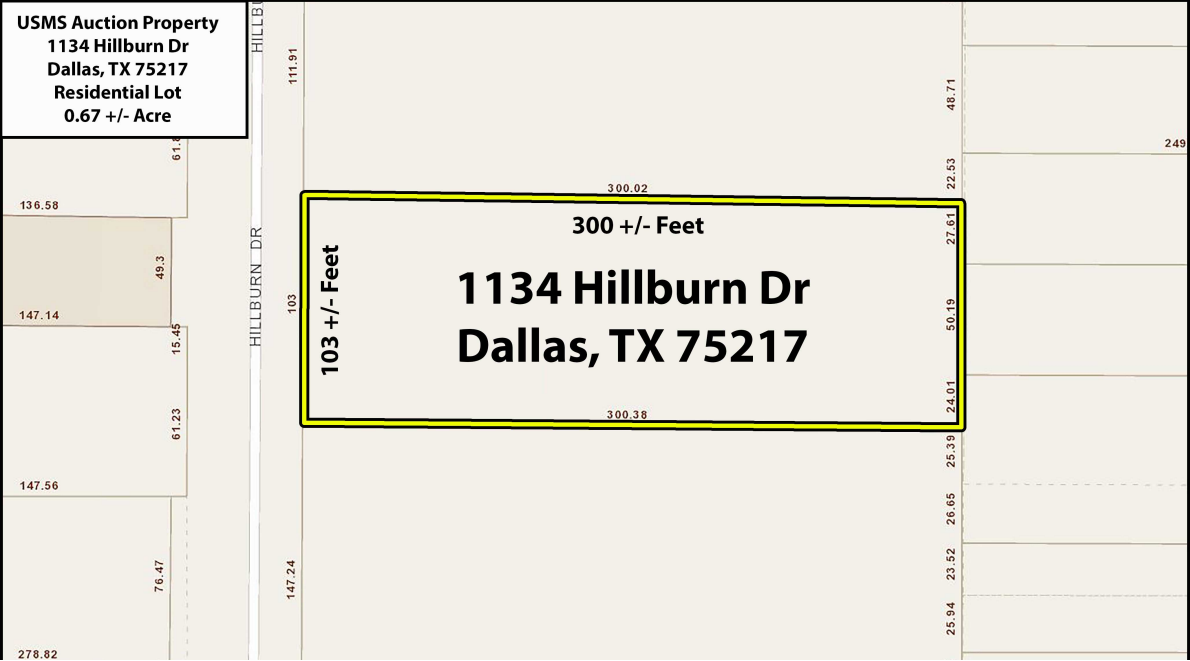 USMS Auction Property
1134 Hillburn Dr
Dallas, TX 75217
Residential Lot
0.67 +/- Acre
111.91
48.71
249
22.53
136.58
300.02
300 +/- Feet
27.61
49.3
HILLBURN DR
103
103 +/- Feet
1134 Hillburn Dr
Dallas, TX 75217
50.19
147.14
15.45
24.01
61.23
300.38
25.39
147.56
26.65
76.47
147.24
23.52
25.94
278.82